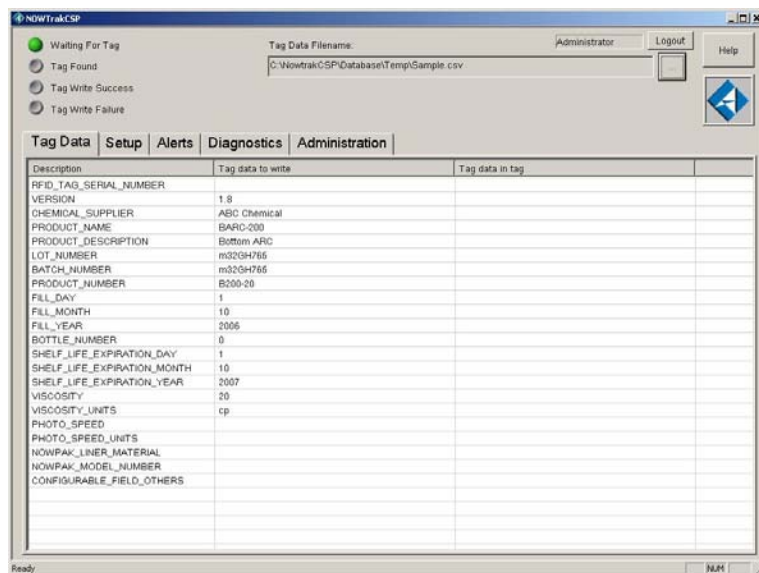 NOWTrakCSP
Waiting For Tag
Tag Data Filename:
Administrator
Logout
Help
Tag Found
C:\NowtrakCSP\Database\Temp\Sample.csv
...
Tag Write Success
Tag Write Failure
Tag Data Setup Alerts Diagnostics Administration
Description Tag data to write Tag data in tag
RFID_TAG_SERIAL_NUMBER
VERSION 1.8
CHEMICAL_SUPPLIER ABC Chemical
PRODUCT_NAME BARC-200
PRODUCT_DESCRIPTION Bottom ARC
LOT_NUMBER m32GH765
BATCH_NUMBER m32GH765
PRODUCT_NUMBER B200-20
FILL_DAY 1
FILL_MONTH 10
FILL_YEAR 2006
BOTTLE_NUMBER 0
SHELF_LIFE_EXPIRATION_DAY 1
SHELF_LIFE_EXPIRATION_MONTH 10
SHELF_LIFE_EXPIRATION_YEAR 2007
VISCOSITY 20
VISCOSITY_UNITS cp
PHOTO_SPEED
PHOTO_SPEED_UNITS
NOWPAK_LINER_MATERIAL
NOWPAK_MODEL_NUMBER
CONFIGURABLE_FIELD_OTHERS
Ready NUM